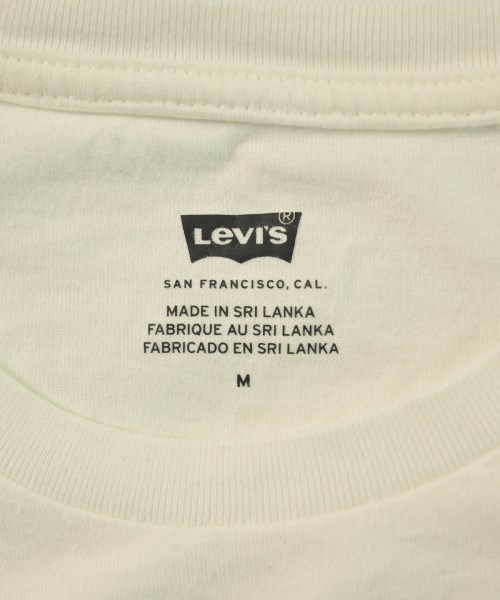 Levi's®
SAN FRANCISCO, CAL.
MADE IN SRI LANKA
FABRIQUE AU SRI LANKA
FABRICADO EN SRI LANKA
M